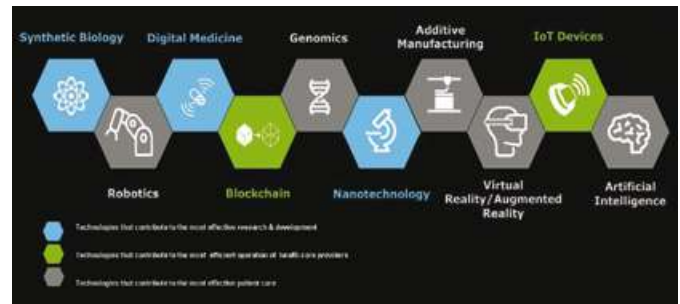 Synthetic Biology
Digital Medicine
Genomics
Additive
Manufacturing
IoT Devices
Robotics
Blockchain
Nanotechnology
Virtual
Reality/Augmented
Reality
Artificial
Intelligence
Technologies that contribute to the most effective research & development
Technologies that contribute to the most efficient operation of health care providers
Technologies that contribute to the most effective patient care